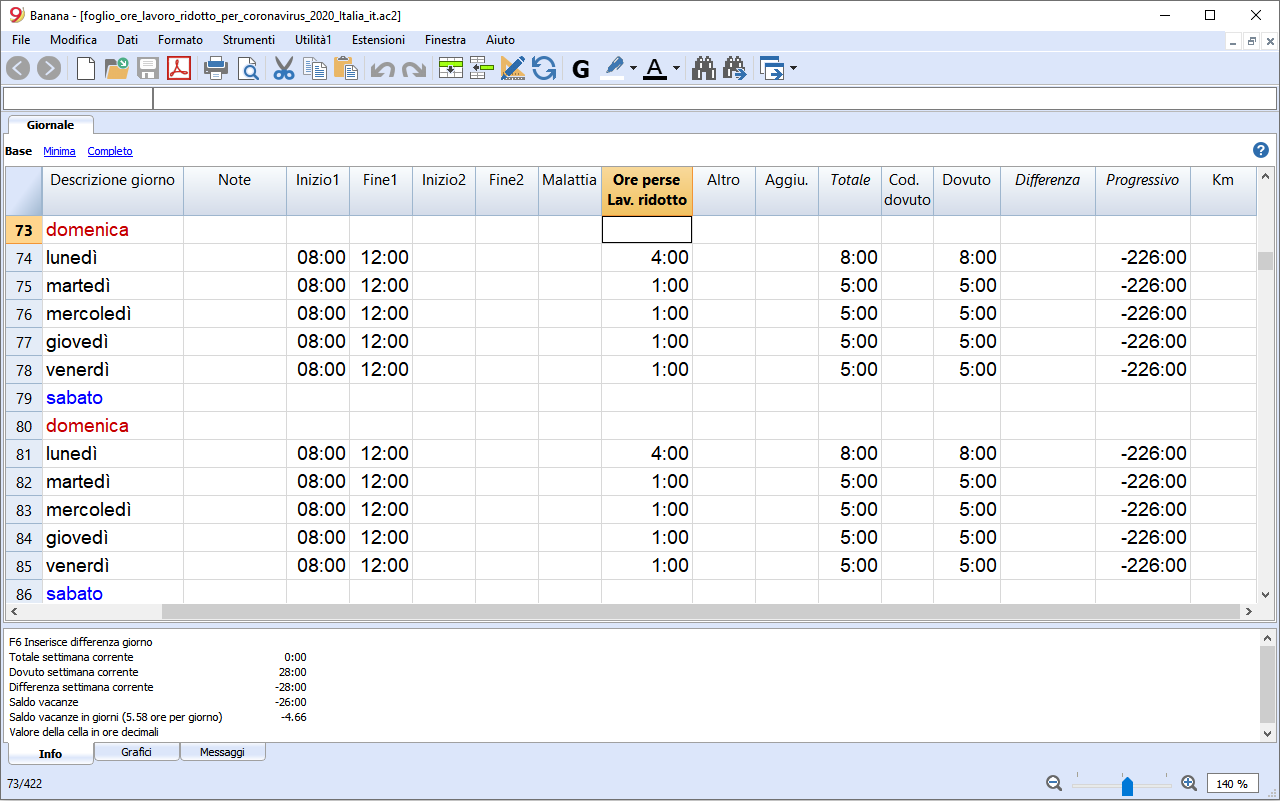 Banana - [foglio_ore_lavoro_ridotto_per_coronavirus_2020_Italia_it.ac2]
File Modifica Dati Formato Strumenti Utilità1 Estensioni Finestra Aiuto
G A
Giornale
Base Minima Completo
Descrizione giorno Note Inizio1 Fine1 Inizio2 Fine2 Malattia Ore perse Lav. ridotto Altro Aggiu. Totale Cod. dovuto Dovuto Differenza Progressivo Km
73 domenica
74 lunedì 08:00 12:00 4:00 8:00 8:00 -226:00
75 martedì 08:00 12:00 1:00 5:00 5:00 -226:00
76 mercoledì 08:00 12:00 1:00 5:00 5:00 -226:00
77 giovedì 08:00 12:00 1:00 5:00 5:00 -226:00
78 venerdì 08:00 12:00 1:00 5:00 5:00 -226:00
79 sabato
80 domenica
81 lunedì 08:00 12:00 4:00 8:00 8:00 -226:00
82 martedì 08:00 12:00 1:00 5:00 5:00 -226:00
83 mercoledì 08:00 12:00 1:00 5:00 5:00 -226:00
84 giovedì 08:00 12:00 1:00 5:00 5:00 -226:00
85 venerdì 08:00 12:00 1:00 5:00 5:00 -226:00
86 sabato
F6 Inserisce differenza giorno
Totale settimana corrente 0:00
Dovuto settimana corrente 28:00
Differenza settimana corrente -28:00
Saldo vacanze -26:00
Saldo vacanze in giorni (5.58 ore per giorno) -4.66
Valore della cella in ore decimali
Info Grafici Messaggi
73/422 140 %